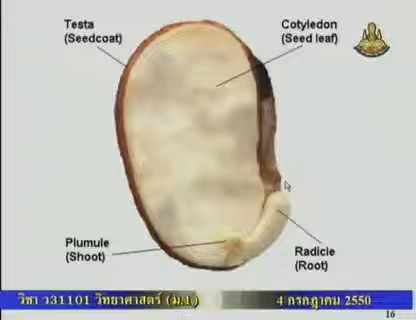 Testa
(Seedcoat)
Cotyledon
(Seed leaf)
Plumule
(Shoot)
Radicle
(Root)
วิชา ว31101 วิทยาศาสตร์ (ม.1)
4 กรกฎาคม 2550
16